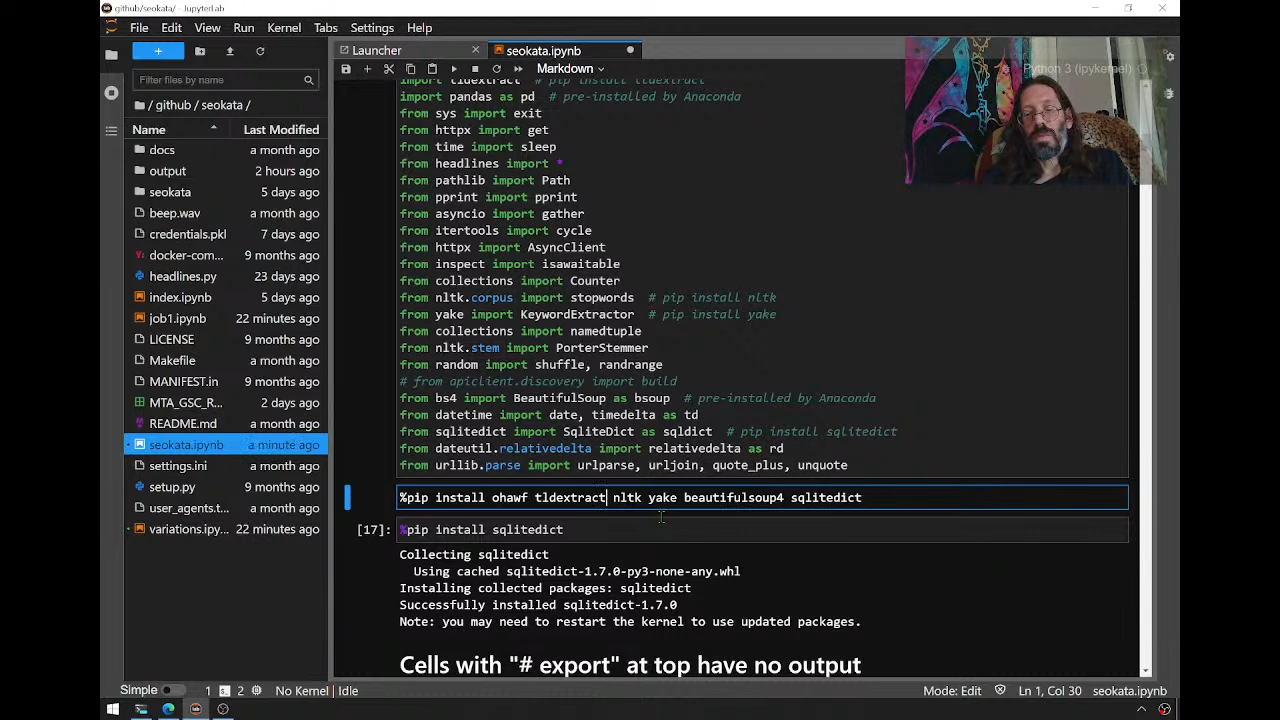 github/seokata/ - JupyterLab
File Edit View Run Kernel Tabs Settings Help
Launcher
seokata.ipynb
Markdown
Python 3 (ipykernel)
Filter files by name
/ github / seokata /
Name Last Modified
docs a month ago
output 2 hours ago
seokata 5 days ago
beep.wav a month ago
credentials.pkl 7 days ago
docker-com... 9 months ago
headlines.py 23 days ago
index.ipynb 5 days ago
job1.ipynb 22 minutes ago
LICENSE 9 months ago
Makefile a month ago
MANIFEST.in 9 months ago
MTA_GSC_R... 2 days ago
README.md a month ago
seokata.ipynb a minute ago
settings.ini a month ago
setup.py 9 months ago
user_agents.t... a month ago
variations.ipy... 22 minutes ago
import tldextract # pip install tldextract
import pandas as pd # pre-installed by Anaconda
from sys import exit
from httpx import get
from time import sleep
from headlines import *
from pathlib import Path
from pprint import pprint
from asyncio import gather
from itertools import cycle
from httpx import AsyncClient
from inspect import isawaitable
from collections import Counter
from nltk.corpus import stopwords # pip install nltk
from yake import KeywordExtractor # pip install yake
from collections import namedtuple
from nltk.stem import PorterStemmer
from random import shuffle, randrange
# from apiclient.discovery import build
from bs4 import BeautifulSoup as bsoup # pre-installed by Anaconda
from datetime import date, timedelta as td
from sqlitedict import SqliteDict as sqldict # pip install sqlitedict
from dateutil.relativedelta import relativedelta as rd
from urllib.parse import urlparse, urljoin, quote_plus, unquote
%pip install ohawf tldextract nltk yake beautifulsoup4 sqlitedict
[17]: %pip install sqlitedict
Collecting sqlitedict
Using cached sqlitedict-1.7.0-py3-none-any.whl
Installing collected packages: sqlitedict
Successfully installed sqlitedict-1.7.0
Note: you may need to restart the kernel to use updated packages.
Cells with "# export" at top have no output
Simple 1 2 No Kernel | Idle Mode: Edit Ln 1, Col 30 seokata.ipynb